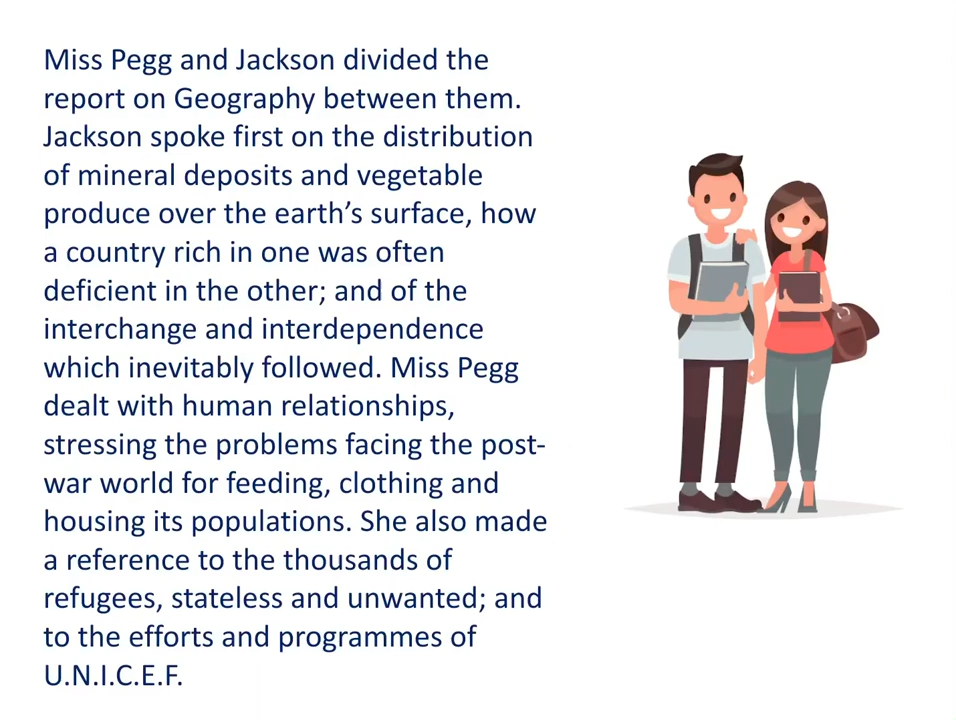 Miss Pegg and Jackson divided the
report on Geography between them.
Jackson spoke first on the distribution
of mineral deposits and vegetable
produce over the earth’s surface, how
a country rich in one was often
deficient in the other; and of the
interchange and interdependence
which inevitably followed. Miss Pegg
dealt with human relationships,
stressing the problems facing the post-
war world for feeding, clothing and
housing its populations. She also made
a reference to the thousands of
refugees, stateless and unwanted; and
to the efforts and programmes of
U.N.I.C.E.F.